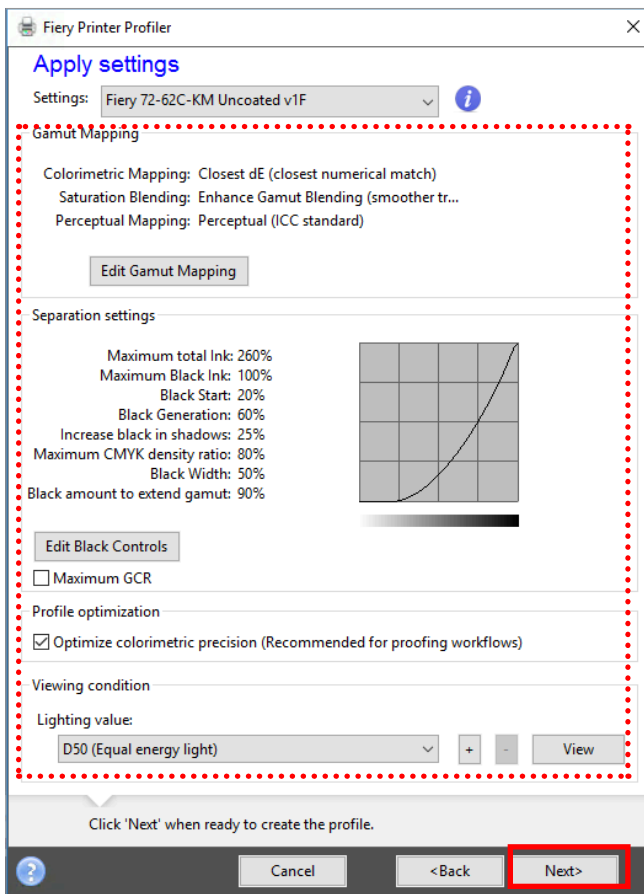 Fiery Printer Profiler
Apply settings
Settings: Fiery 72-62C-KM Uncoated v1F
Gamut Mapping
Colorimetric Mapping: Closest dE (closest numerical match)
Saturation Blending: Enhance Gamut Blending (smoother tr...
Perceptual Mapping: Perceptual (ICC standard)
Edit Gamut Mapping
Separation settings
Maximum total Ink: 260%
Maximum Black Ink: 100%
Black Start: 20%
Black Generation: 60%
Increase black in shadows: 25%
Maximum CMYK density ratio: 80%
Black Width: 50%
Black amount to extend gamut: 90%
Edit Black Controls
Maximum GCR
Profile optimization
Optimize colorimetric precision (Recommended for proofing workflows)
Viewing condition
Lighting value:
D50 (Equal energy light) + - View
Click 'Next' when ready to create the profile.
? Cancel <Back Next>